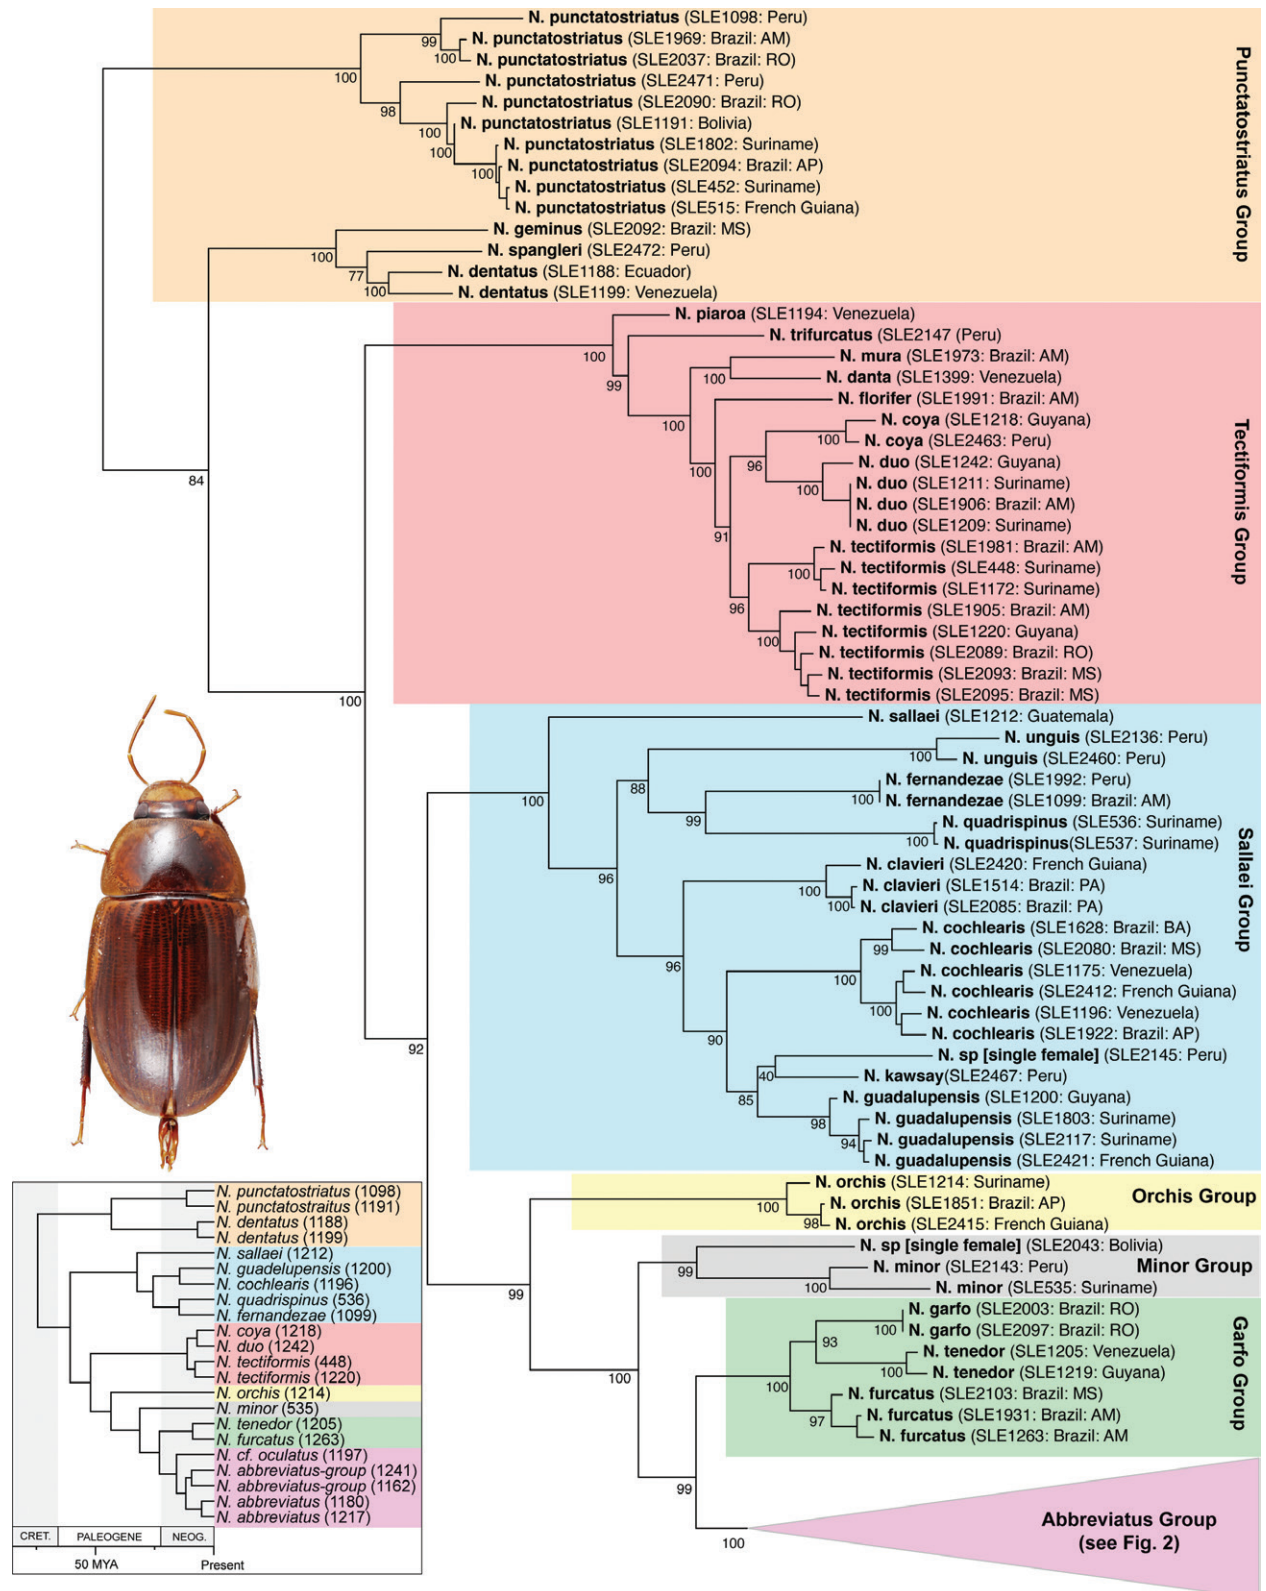 N. punctatostriatus (SLE1098: Peru)
99 N. punctatostriatus (SLE1969: Brazil: AM)
100 N. punctatostriatus (SLE2037: Brazil: RO)
100 N. punctatostriatus (SLE2471: Peru)
98 N. punctatostriatus (SLE2090: Brazil: RO)
100 N. punctatostriatus (SLE1191: Bolivia)
100 N. punctatostriatus (SLE1802: Suriname)
100 N. punctatostriatus (SLE2094: Brazil: AP)
N. punctatostriatus (SLE452: Suriname)
N. punctatostriatus (SLE515: French Guiana)
N. geminus (SLE2092: Brazil: MS)
100 N. spangleri (SLE2472: Peru)
77 N. dentatus (SLE1188: Ecuador)
100 N. dentatus (SLE1199: Venezuela)
Punctatostriatus Group
84
N. piaroa (SLE1194: Venezuela)
100 N. trifurcatus (SLE2147 (Peru)
99 N. mura (SLE1973: Brazil: AM)
100 N. danta (SLE1399: Venezuela)
100 N. florifer (SLE1991: Brazil: AM)
N. coya (SLE1218: Guyana)
100 N. coya (SLE2463: Peru)
100 96 N. duo (SLE1242: Guyana)
100 N. duo (SLE1211: Suriname)
N. duo (SLE1906: Brazil: AM)
91 N. duo (SLE1209: Suriname)
N. tectiformis (SLE1981: Brazil: AM)
100 N. tectiformis (SLE448: Suriname)
N. tectiformis (SLE1172: Suriname)
96 N. tectiformis (SLE1905: Brazil: AM)
100 N. tectiformis (SLE1220: Guyana)
N. tectiformis (SLE2089: Brazil: RO)
N. tectiformis (SLE2093: Brazil: MS)
N. tectiformis (SLE2095: Brazil: MS)
Tectiformis Group
100
N. sallaei (SLE1212: Guatemala)
N. unguis (SLE2136: Peru)
100 N. unguis (SLE2460: Peru)
100 88 N. fernandezae (SLE1992: Peru)
100 N. fernandezae (SLE1099: Brazil: AM)
99 N. quadrispinus (SLE536: Suriname)
100 N. quadrispinus(SLE537: Suriname)
96 N. clavieri (SLE2420: French Guiana)
100 N. clavieri (SLE1514: Brazil: PA)
100 N. clavieri (SLE2085: Brazil: PA)
N. cochlearis (SLE1628: Brazil: BA)
99 N. cochlearis (SLE2080: Brazil: MS)
96 100 N. cochlearis (SLE1175: Venezuela)
N. cochlearis (SLE2412: French Guiana)
100 N. cochlearis (SLE1196: Venezuela)
90 N. cochlearis (SLE1922: Brazil: AP)
N. sp [single female] (SLE2145: Peru)
40 N. kawsay(SLE2467: Peru)
85 N. guadalupensis (SLE1200: Guyana)
98 N. guadalupensis (SLE1803: Suriname)
94 N. guadalupensis (SLE2117: Suriname)
N. guadalupensis (SLE2421: French Guiana)
Sallaei Group
92
N. orchis (SLE1214: Suriname)
100 N. orchis (SLE1851: Brazil: AP)
98 N. orchis (SLE2415: French Guiana)
Orchis Group
99
N. sp [single female] (SLE2043: Bolivia)
99 N. minor (SLE2143: Peru)
100 N. minor (SLE535: Suriname)
Minor Group
100
N. garfo (SLE2003: Brazil: RO)
100 N. garfo (SLE2097: Brazil: RO)
93 N. tenedor (SLE1205: Venezuela)
100 100 N. tenedor (SLE1219: Guyana)
N. furcatus (SLE2103: Brazil: MS)
97 N. furcatus (SLE1931: Brazil: AM)
N. furcatus (SLE1263: Brazil: AM
Garfo Group
99
100
Abbreviatus Group
(see Fig. 2)
N. punctatostriatus (1098)
N. punctatostraitus (1191)
N. dentatus (1188)
N. dentatus (1199)
N. sallaei (1212)
N. guadelupensis (1200)
N. cochlearis (1196)
N. quadrispinus (536)
N. fernandezae (1099)
N. coya (1218)
N. duo (1242)
N. tectiformis (448)
N. tectiformis (1220)
N. orchis (1214)
N. minor (535)
N. tenedor (1205)
N. furcatus (1263)
N. cf. oculatus (1197)
N. abbreviatus-group (1241)
N. abbreviatus-group (1162)
N. abbreviatus (1180)
N. abbreviatus (1217)
CRET. PALEOGENE NEOG.
50 MYA Present